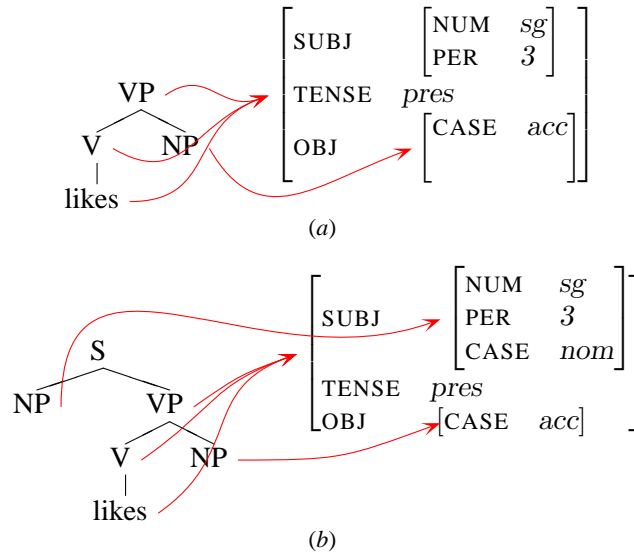 NUM sg
SUBJ PER 3
VP TENSE pres
V NP OBJ CASE acc
likes
(a)
NUM sg
SUBJ PER 3
S CASE nom
NP VP TENSE pres
OBJ CASE acc
V NP
likes
(b)